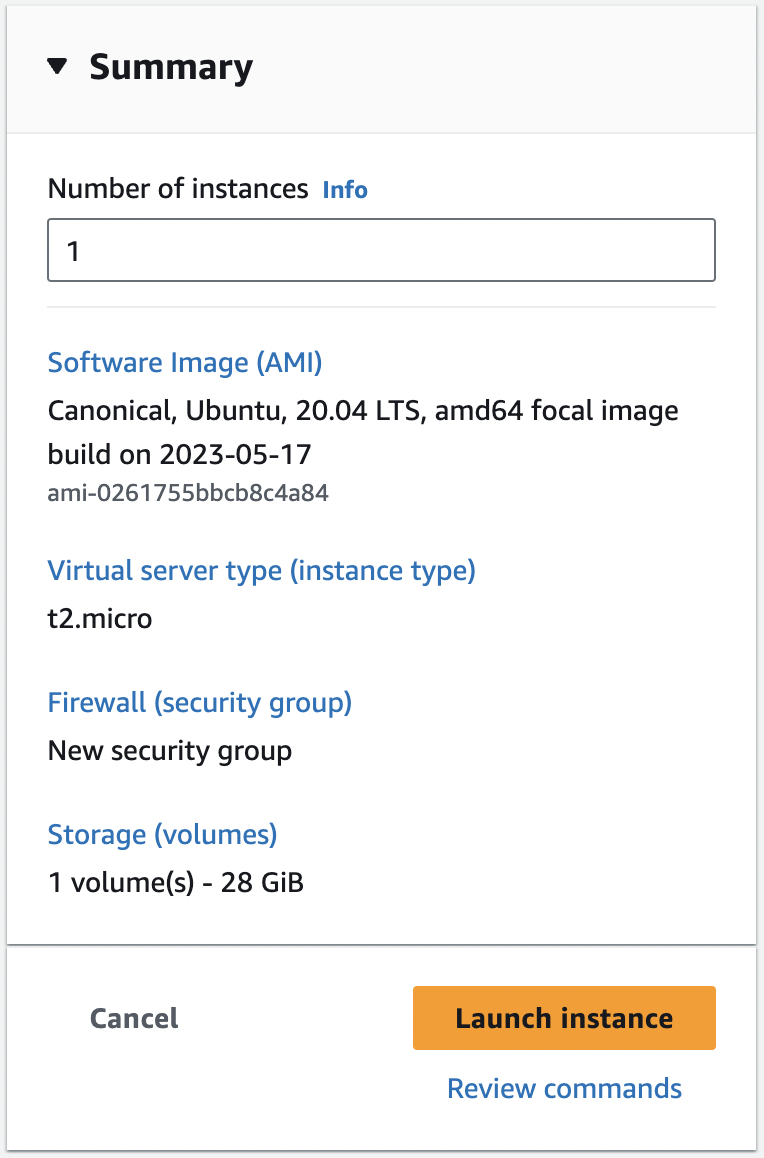 Summary
Number of instances Info
1
Software Image (AMI)
Canonical, Ubuntu, 20.04 LTS, amd64 focal image
build on 2023-05-17
ami-0261755bbcb8c4a84
Virtual server type (instance type)
t2.micro
Firewall (security group)
New security group
Storage (volumes)
1 volume(s) - 28 GiB
Cancel
Launch instance
Review commands